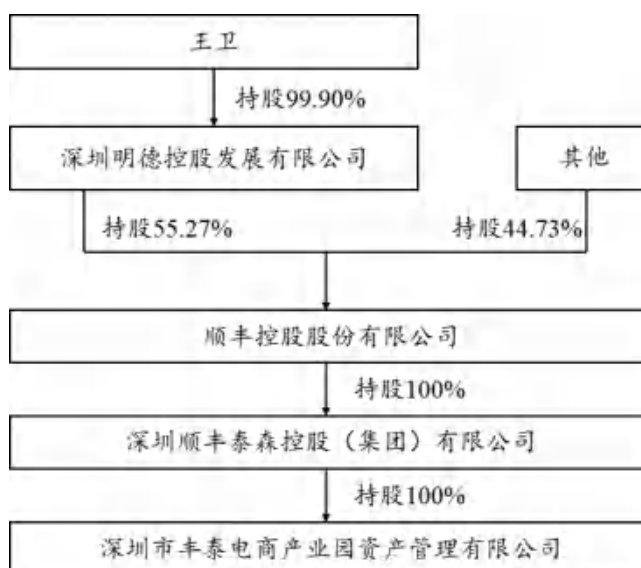 王卫
持股99.90%
深圳明德控股发展有限公司
其他
持股55.27%
持股44.73%
顺丰控股股份有限公司
持股100%
深圳顺丰泰森控股（集团）有限公司
持股100%
深圳市丰泰电商产业园资产管理有限公司